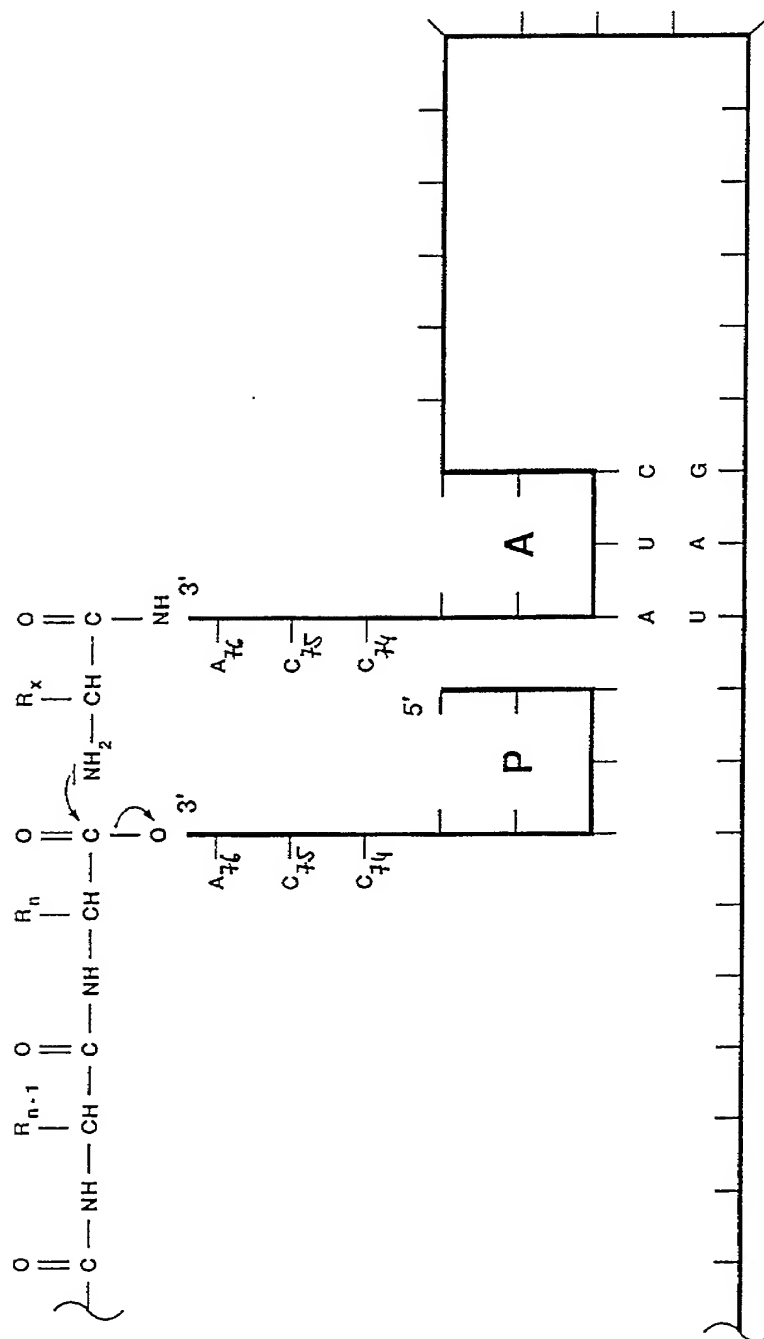 O R n-1 O R n O R x O
C — NH — CH — C — NH — CH — C NH2 — CH — C
O NH
3' 3'
A76 A76
C75 C75
C74 C74
5'
P A
A U C
U A G